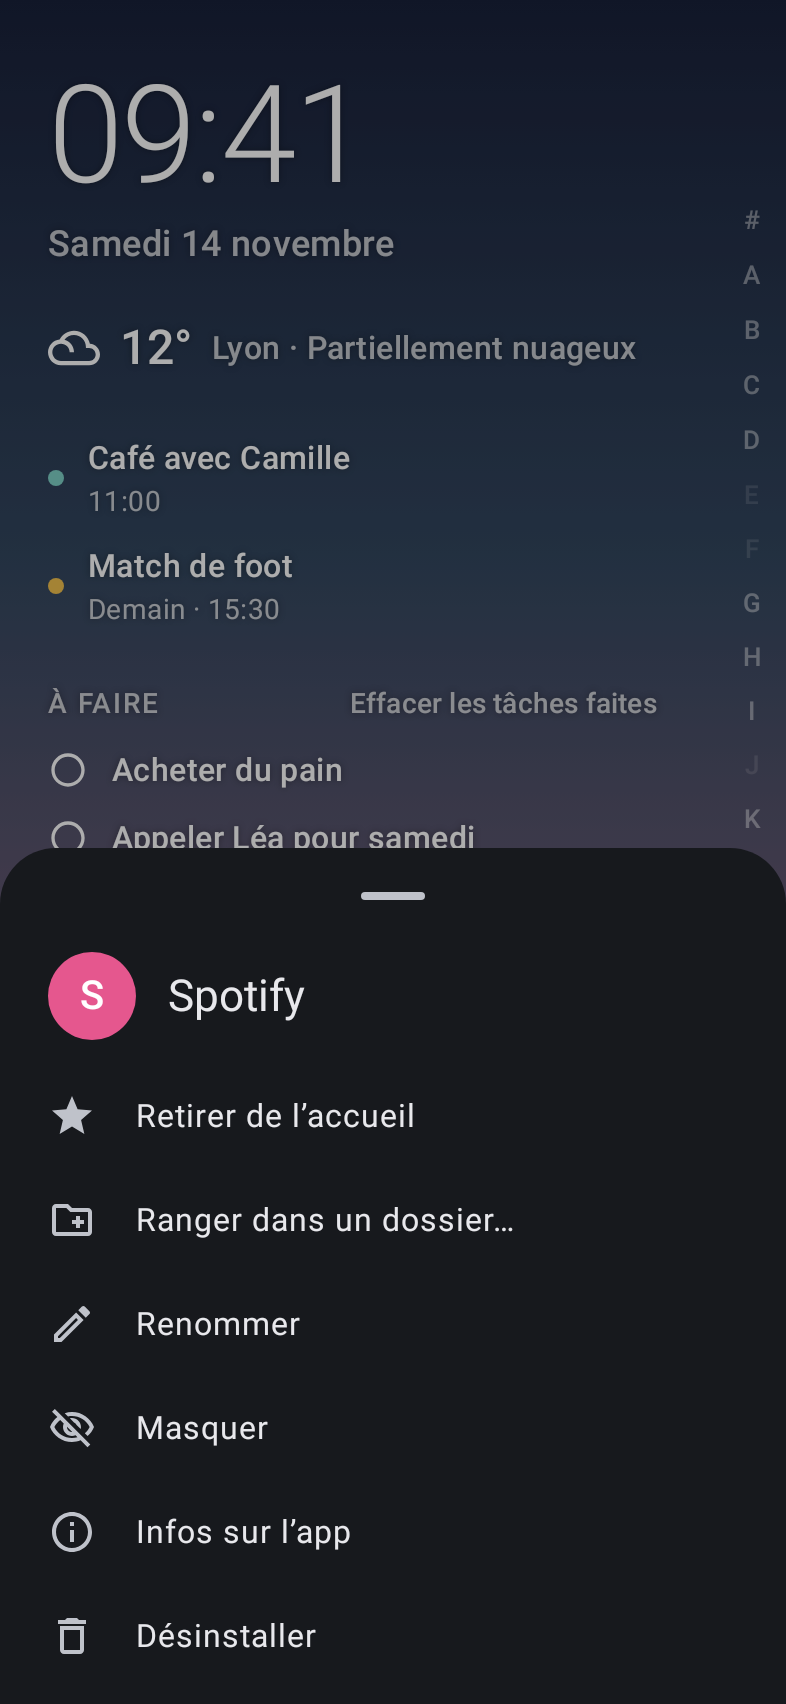 09:41
Samedi 14 novembre
12° Lyon · Partiellement nuageux
Café avec Camille
11:00
Match de foot
Demain · 15:30
À FAIRE Effacer les tâches faites
Acheter du pain
Appeler Léa pour samedi
#
A
B
C
D
E
F
G
H
I
J
K
S Spotify
Retirer de l’accueil
Ranger dans un dossier…
Renommer
Masquer
Infos sur l’app
Désinstaller